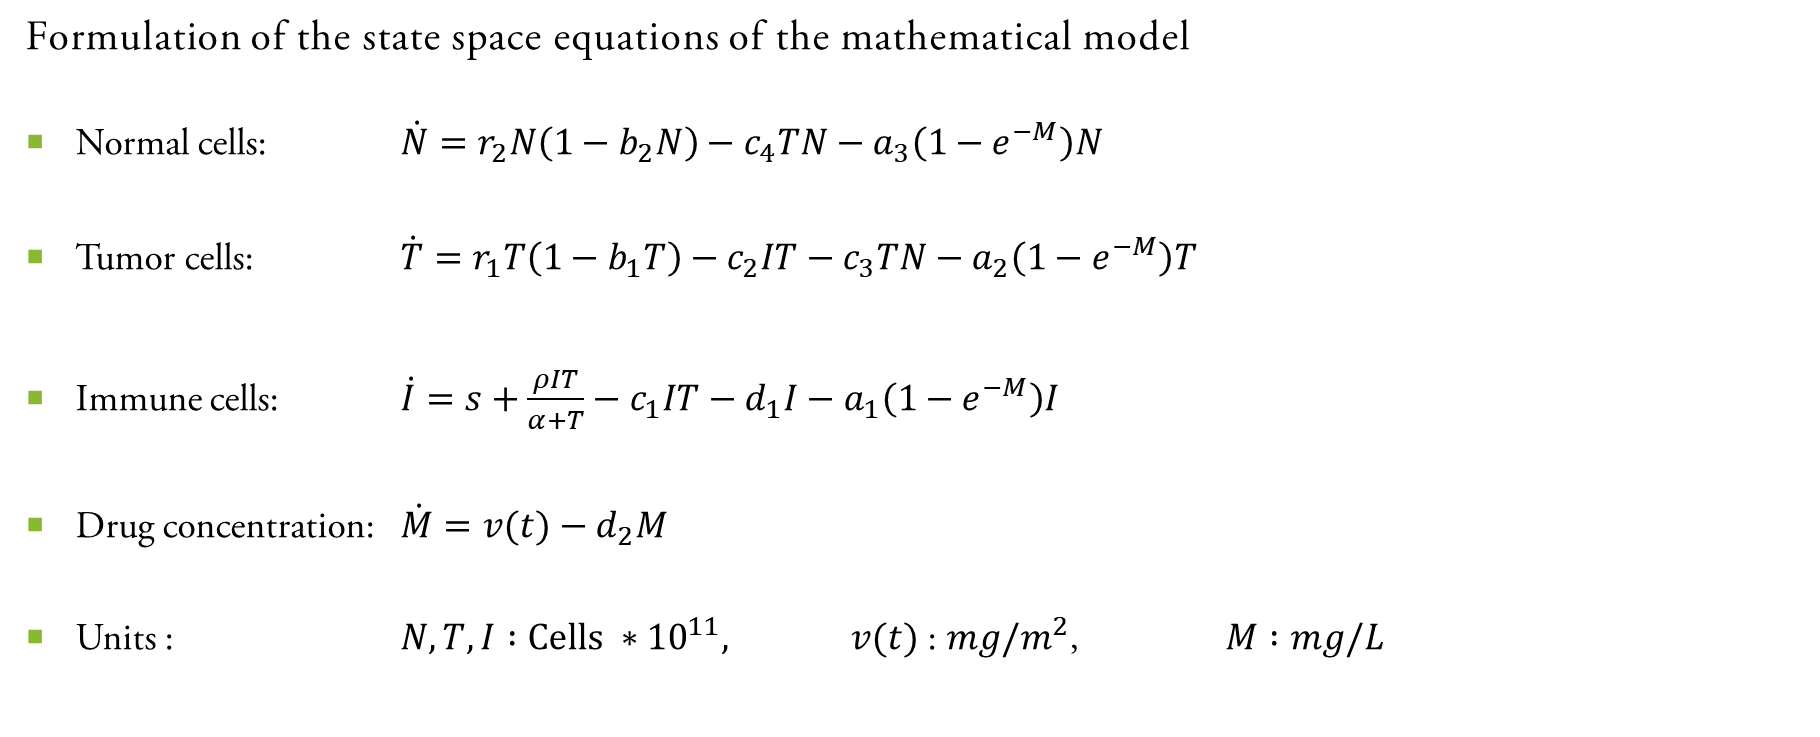 Formulation of the state space equations of the mathematical model
▪ Normal cells: Ṅ = r₂N(1 − b₂N) − c₄TN − a₃(1 − e⁻ᴹ)N
▪ Tumor cells: Ṫ = r₁T(1 − b₁T) − c₂IT − c₃TN − a₂(1 − e⁻ᴹ)T
▪ Immune cells: İ = s + ρIT/(α+T) − c₁IT − d₁I − a₁(1 − e⁻ᴹ)I
▪ Drug concentration: Ṁ = v(t) − d₂M
▪ Units : N, T, I : Cells ∗ 10¹¹, v(t) : mg/m², M : mg/L